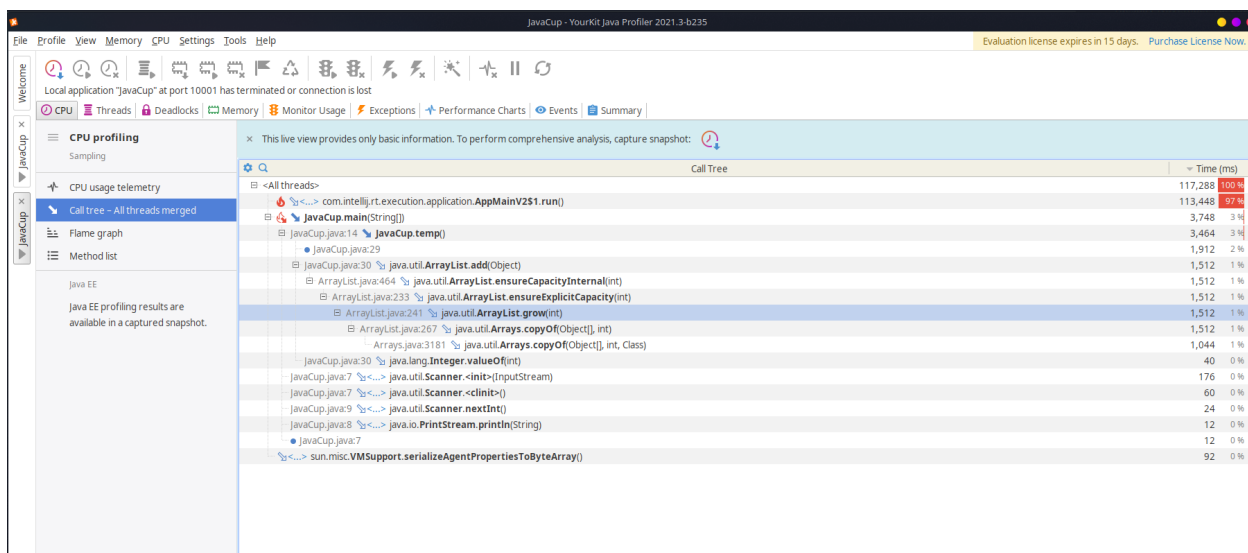 JavaCup - YourKit Java Profiler 2021.3-b235
File Profile View Memory CPU Settings Tools Help
Evaluation license expires in 15 days. Purchase License Now.
Welcome
Local application "JavaCup" at port 10001 has terminated or connection is lost
CPU Threads Deadlocks Memory Monitor Usage Exceptions Performance Charts Events Summary
JavaCup
JavaCup
CPU profiling
Sampling
CPU usage telemetry
Call tree – All threads merged
Flame graph
Method list
Java EE
Java EE profiling results are
available in a captured snapshot.
× This live view provides only basic information. To perform comprehensive analysis, capture snapshot:
Call Tree Time (ms)
<All threads> 117,288 100 %
<...> com.intellij.rt.execution.application.AppMainV2$1.run() 113,448 97 %
JavaCup.main(String[]) 3,748 3 %
JavaCup.java:14 JavaCup.temp() 3,464 3 %
JavaCup.java:29 1,912 2 %
JavaCup.java:30 java.util.ArrayList.add(Object) 1,512 1 %
ArrayList.java:464 java.util.ArrayList.ensureCapacityInternal(int) 1,512 1 %
ArrayList.java:233 java.util.ArrayList.ensureExplicitCapacity(int) 1,512 1 %
ArrayList.java:241 java.util.ArrayList.grow(int) 1,512 1 %
ArrayList.java:267 java.util.Arrays.copyOf(Object[], int) 1,512 1 %
Arrays.java:3181 java.util.Arrays.copyOf(Object[], int, Class) 1,044 1 %
JavaCup.java:30 java.lang.Integer.valueOf(int) 40 0 %
JavaCup.java:7 <...> java.util.Scanner.<init>(InputStream) 176 0 %
JavaCup.java:7 <...> java.util.Scanner.<clinit>() 60 0 %
JavaCup.java:9 <...> java.util.Scanner.nextInt() 24 0 %
JavaCup.java:8 <...> java.io.PrintStream.println(String) 12 0 %
JavaCup.java:7 12 0 %
<...> sun.misc.VMSupport.serializeAgentPropertiesToByteArray() 92 0 %